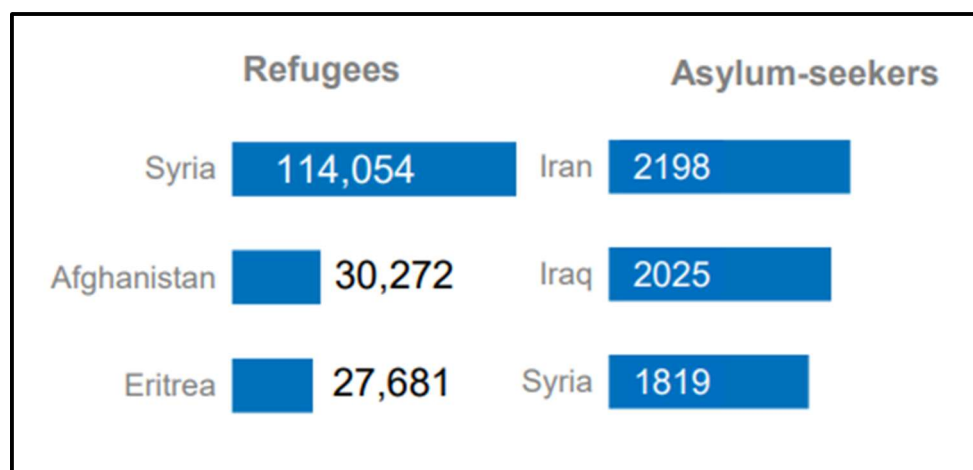 Refugees
Syria 114,054
Afghanistan 30,272
Eritrea 27,681
Asylum-seekers
Iran 2198
Iraq 2025
Syria 1819